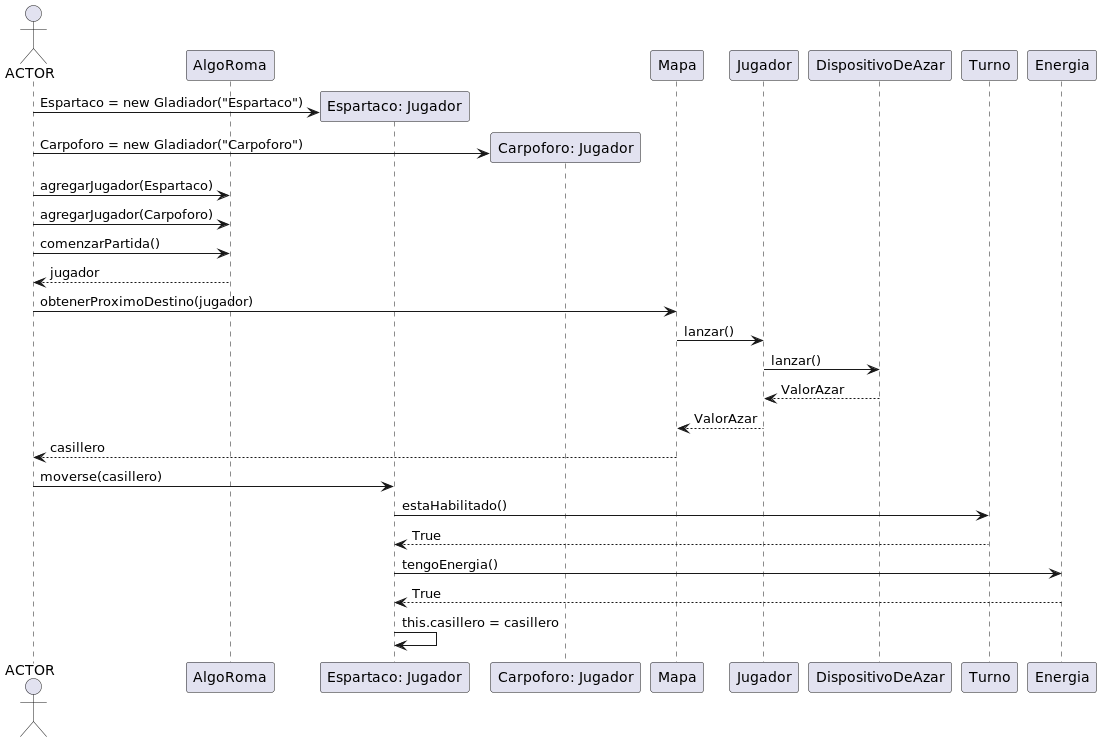 ACTOR
AlgoRoma
Mapa
Jugador
DispositivoDeAzar
Turno
Energia
Espartaco = new Gladiador("Espartaco")
Espartaco: Jugador
Carpoforo = new Gladiador("Carpoforo")
Carpoforo: Jugador
agregarJugador(Espartaco)
agregarJugador(Carpoforo)
comenzarPartida()
jugador
obtenerProximoDestino(jugador)
lanzar()
lanzar()
ValorAzar
ValorAzar
casillero
moverse(casillero)
estaHabilitado()
True
tengoEnergia()
True
this.casillero = casillero
ACTOR
AlgoRoma
Espartaco: Jugador
Carpoforo: Jugador
Mapa
Jugador
DispositivoDeAzar
Turno
Energia